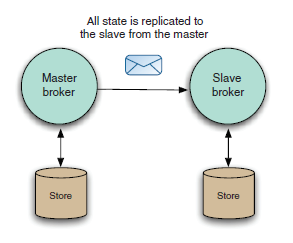 All state is replicated to
the slave from the master
Master
broker
Slave
broker
Store
Store